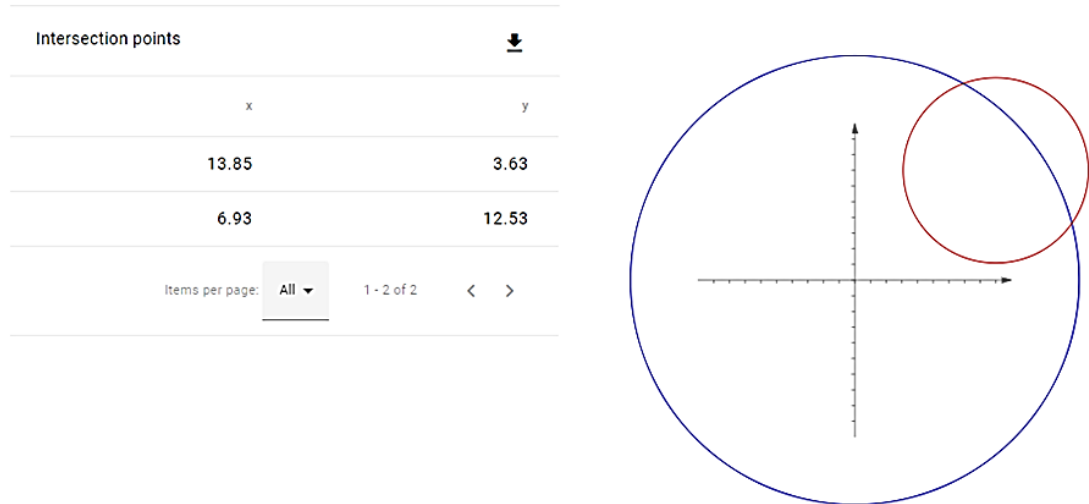 Intersection points
x y
13.85 3.63
6.93 12.53
Items per page: All 1 - 2 of 2